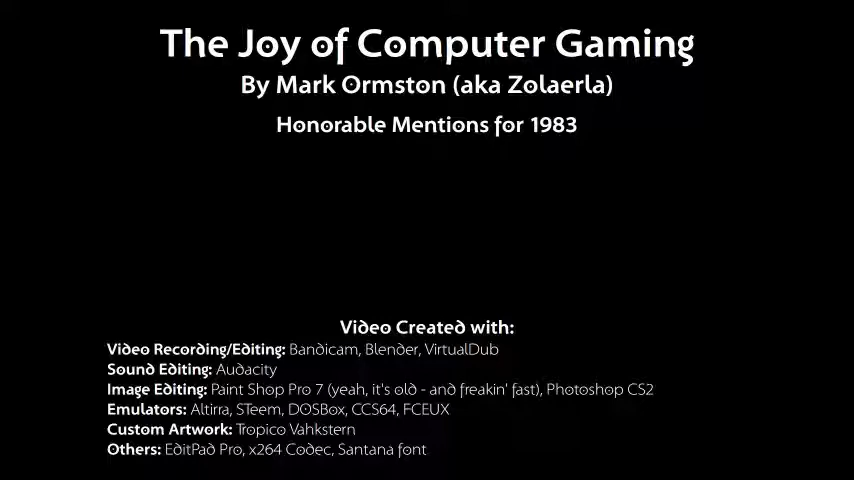 The Joy of Computer Gaming
By Mark Ormston (aka Zolaerla)
Honorable Mentions for 1983
Video Created with:
Video Recording/Editing: Bandicam, Blender, VirtualDub
Sound Editing: Audacity
Image Editing: Paint Shop Pro 7 (yeah, it's old - and freakin' fast), Photoshop CS2
Emulators: Altirra, STeem, DOSBox, CCS64, FCEUX
Custom Artwork: Tropico Vahkstern
Others: EditPad Pro, x264 Codec, Santana font